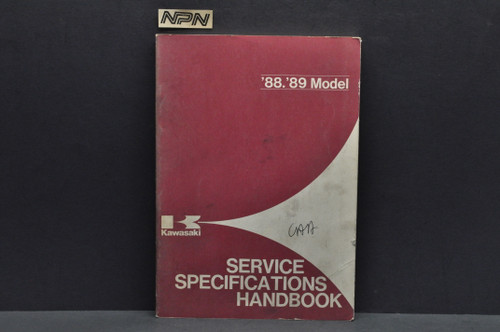 NPN
'88.'89 Model
Kawasaki
SERVICE
SPECIFICATIONS
HANDBOOK